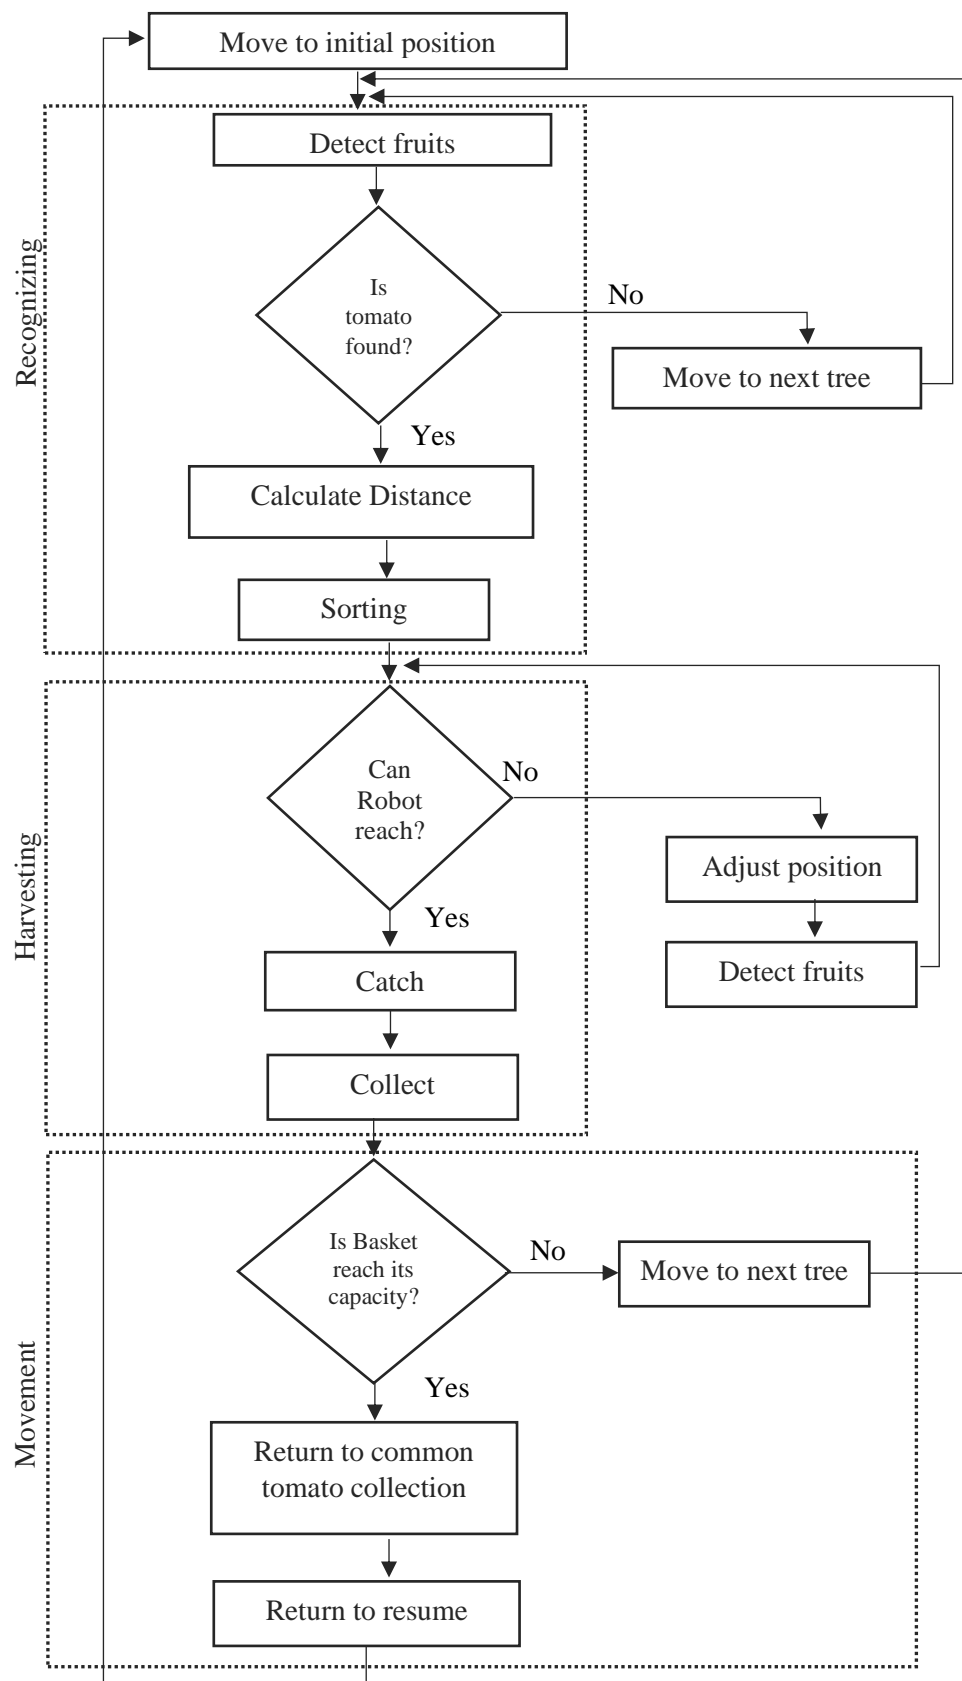 Move to initial position
Detect fruits
Recognizing
Is
tomato
found?
No
Move to next tree
Yes
Calculate Distance
Sorting
Harvesting
Can
Robot
reach?
No
Adjust position
Yes
Detect fruits
Catch
Collect
Movement
Is Basket
reach its
capacity?
No
Move to next tree
Yes
Return to common
tomato collection
Return to resume